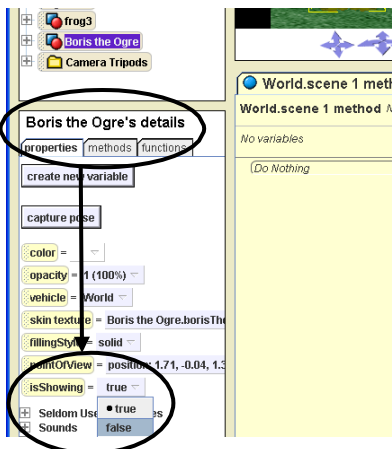 frog3
Boris the Ogre
Camera Tripods
Boris the Ogre's details
properties methods functions
create new variable
capture pose
color =
opacity = 1 (100%)
vehicle = World
skin texture = Boris the Ogre.borisThe
fillingStyle = solid
pointOfView = position: 1.71, -0.04, 1.3
isShowing = true
true
Seldom Use es
Sounds false
World.scene 1 meth
World.scene 1 method N
No variables
Do Nothing